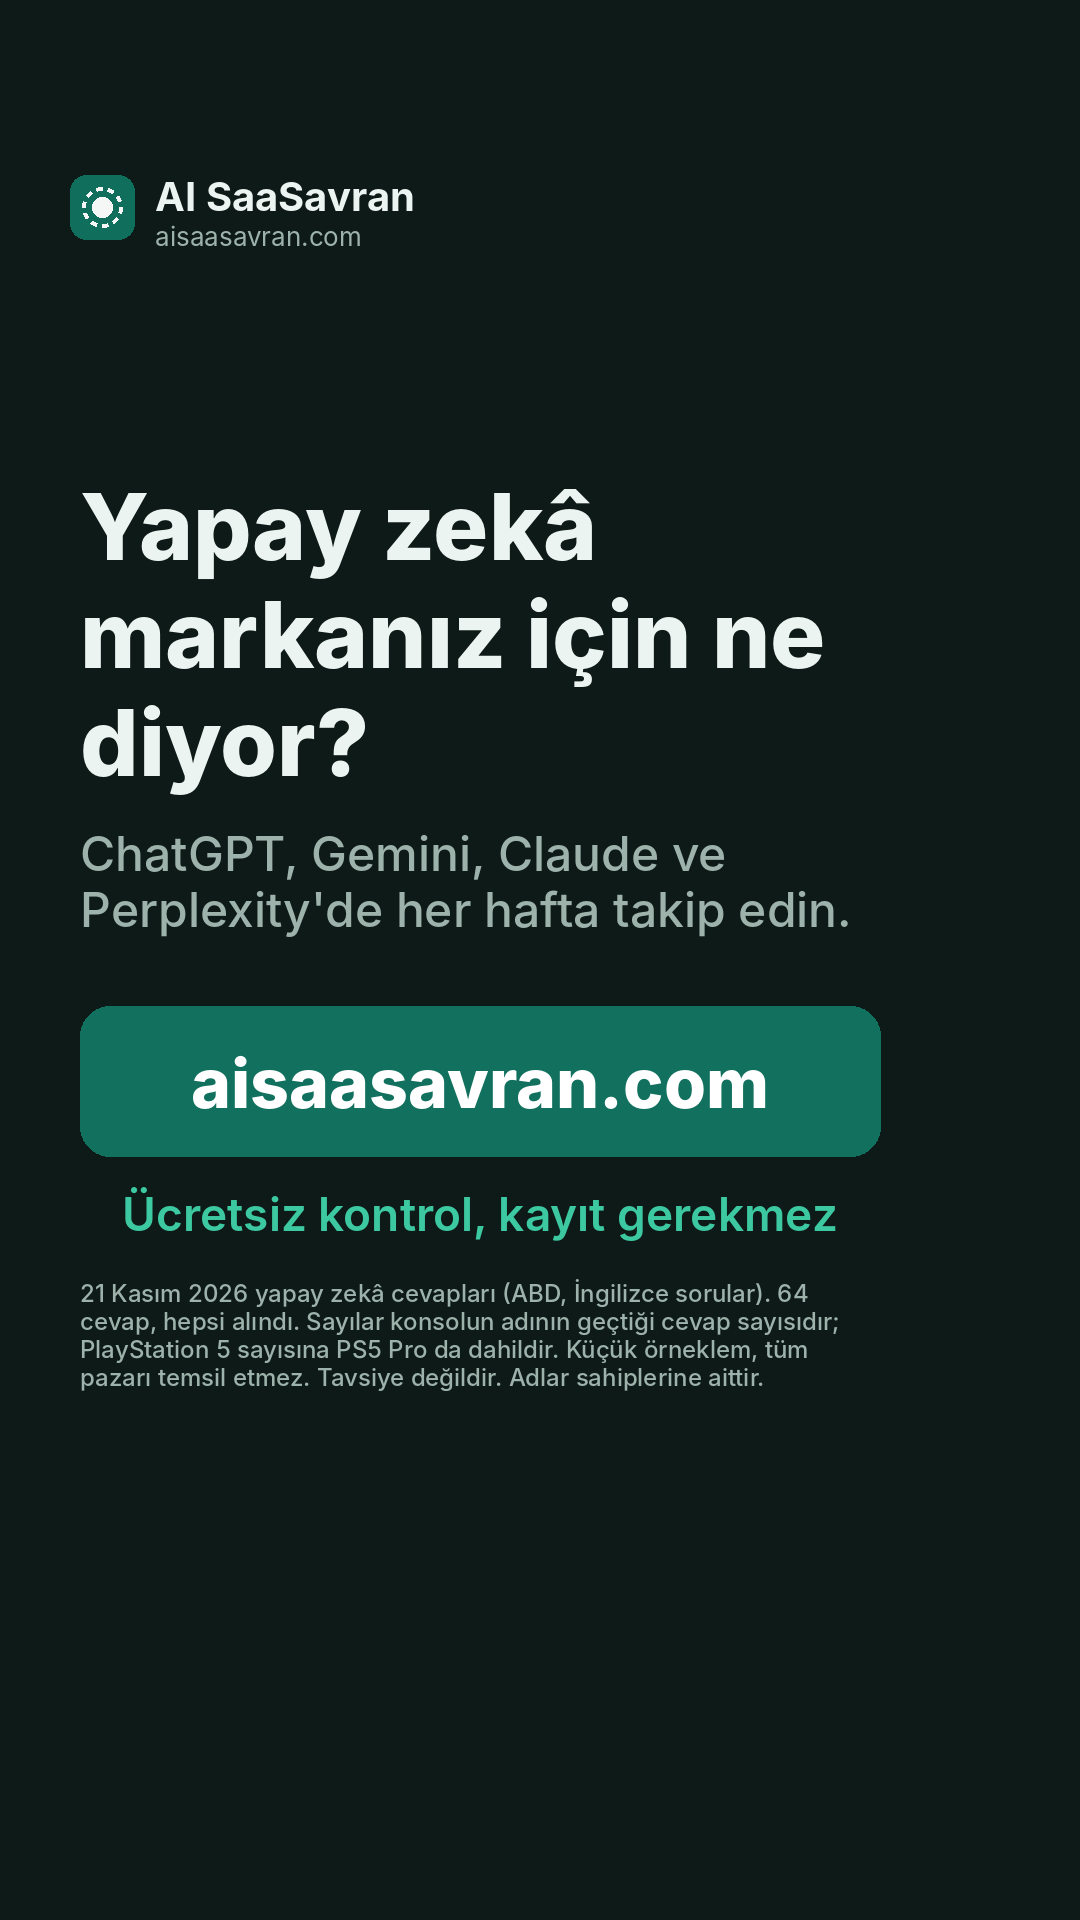 AI SaaSavran
aisaasavran.com
Yapay zekâ
markanız için ne
diyor?
ChatGPT, Gemini, Claude ve
Perplexity'de her hafta takip edin.
aisaasavran.com
Ücretsiz kontrol, kayıt gerekmez
21 Kasım 2026 yapay zekâ cevapları (ABD, İngilizce sorular). 64
cevap, hepsi alındı. Sayılar konsolun adının geçtiği cevap sayısıdır;
PlayStation 5 sayısına PS5 Pro da dahildir. Küçük örneklem, tüm
pazarı temsil etmez. Tavsiye değildir. Adlar sahiplerine aittir.